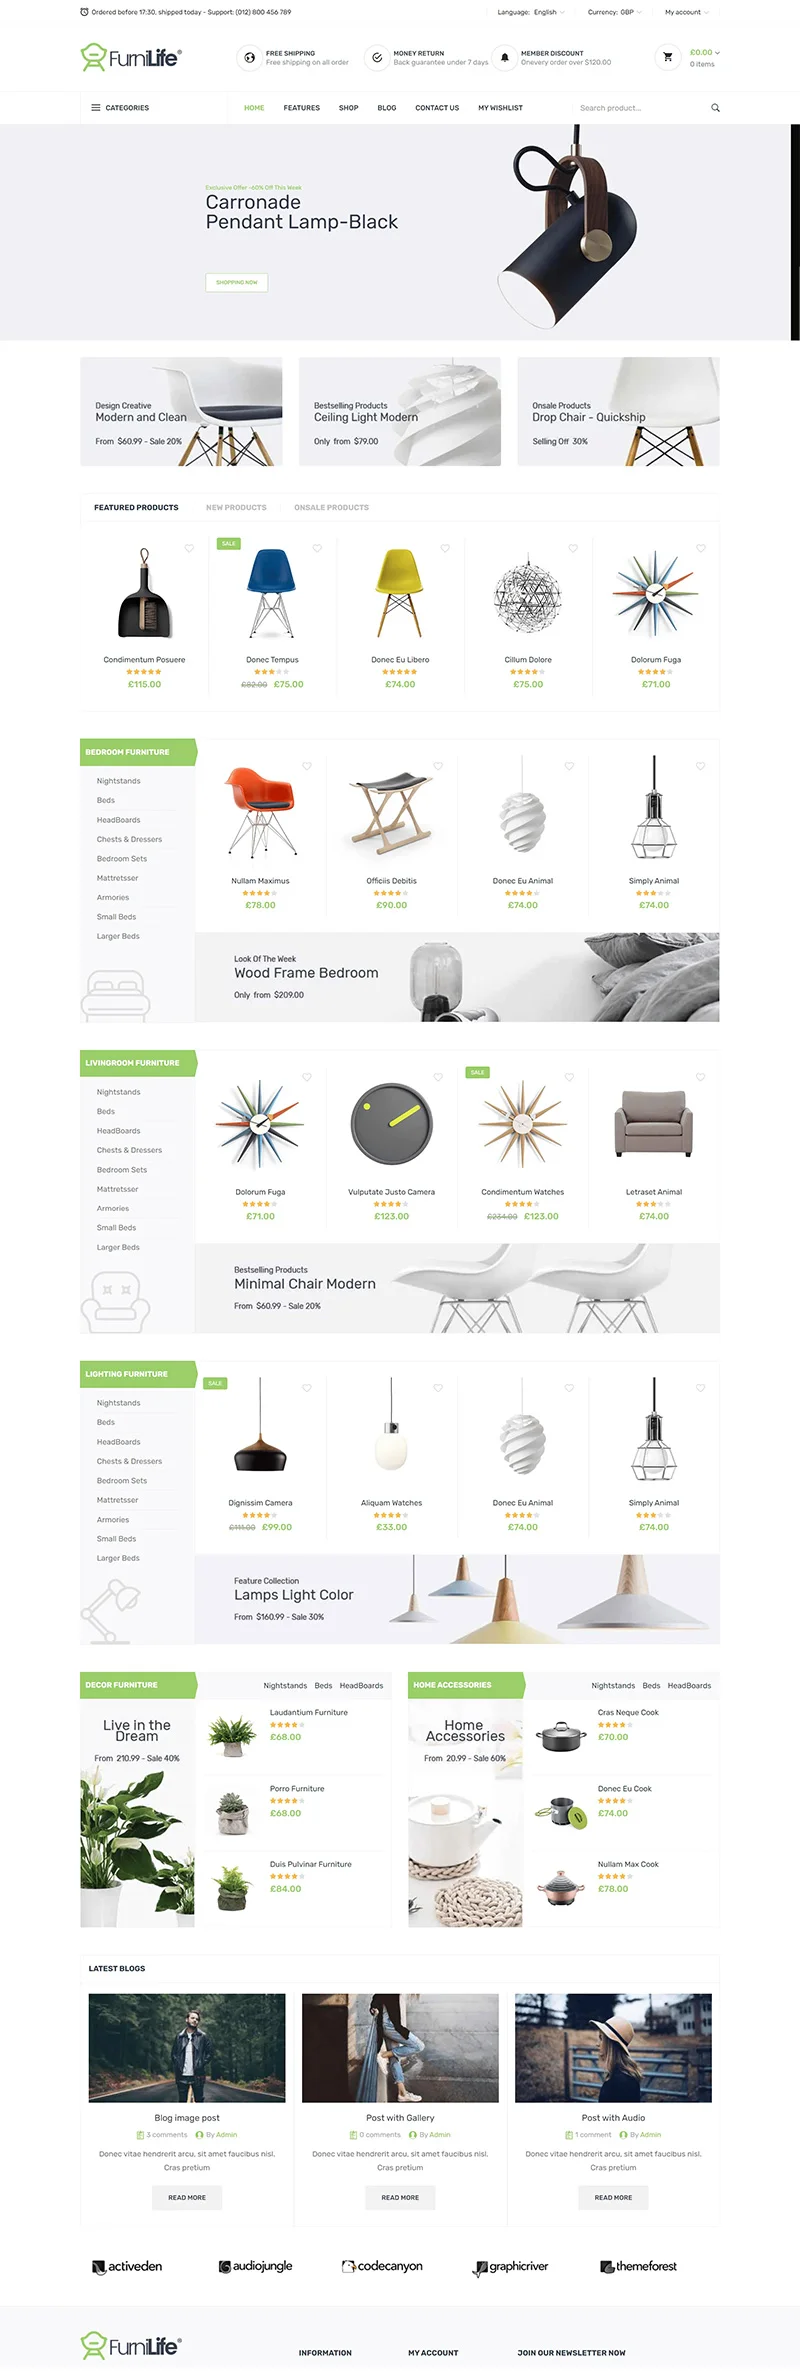 Ordered before 17:30, shipped today - Support: (012) 800 456 789
Language: English
Currency: GBP
My account
FurniLife®
FREE SHIPPING
Free shipping on all order
MONEY RETURN
Back guarantee under 7 days
MEMBER DISCOUNT
Onevery order over $120.00
£0.00
0 items
CATEGORIES
HOME FEATURES SHOP BLOG CONTACT US MY WISHLIST
Search product...
Exclusive Offer -60% Off This Week
Carronade
Pendant Lamp-Black
SHOPPING NOW
Design Creative
Modern and Clean
From $60.99 - Sale 20%
Bestselling Products
Ceiling Light Modern
Only from $79.00
Onsale Products
Drop Chair - Quickship
Selling Off 30%
FEATURED PRODUCTS NEW PRODUCTS ONSALE PRODUCTS
SALE
Condimentum Posuere
£115.00
Donec Tempus
£82.00 £75.00
Donec Eu Libero
£74.00
Cillum Dolore
£75.00
Dolorum Fuga
£71.00
BEDROOM FURNITURE
Nightstands
Beds
HeadBoards
Chests & Dressers
Bedroom Sets
Mattretsser
Armories
Small Beds
Larger Beds
Nullam Maximus
£78.00
Officiis Debitis
£90.00
Donec Eu Animal
£74.00
Simply Animal
£74.00
Look Of The Week
Wood Frame Bedroom
Only from $209.00
LIVINGROOM FURNITURE
Nightstands
Beds
HeadBoards
Chests & Dressers
Bedroom Sets
Mattretsser
Armories
Small Beds
Larger Beds
SALE
Dolorum Fuga
£71.00
Vulputate Justo Camera
£123.00
Condimentum Watches
£234.00 £123.00
Letraset Animal
£74.00
Bestselling Products
Minimal Chair Modern
From $60.99 - Sale 20%
LIGHTING FURNITURE
Nightstands
Beds
HeadBoards
Chests & Dressers
Bedroom Sets
Mattretsser
Armories
Small Beds
Larger Beds
SALE
Dignissim Camera
£111.00 £99.00
Aliquam Watches
£33.00
Donec Eu Animal
£74.00
Simply Animal
£74.00
Feature Collection
Lamps Light Color
From $160.99 - Sale 30%
DECOR FURNITURE
Nightstands Beds HeadBoards
Live in the
Dream
From 210.99 - Sale 40%
Laudantium Furniture
£68.00
Porro Furniture
£68.00
Duis Pulvinar Furniture
£84.00
HOME ACCESSORIES
Nightstands Beds HeadBoards
Home
Accessories
From 20.99 - Sale 60%
Cras Neque Cook
£70.00
Donec Eu Cook
£74.00
Nullam Max Cook
£78.00
LATEST BLOGS
Blog image post
3 comments By Admin
Donec vitae hendrerit arcu, sit amet faucibus nisl.
Cras pretium
READ MORE
Post with Gallery
0 comments By Admin
Donec vitae hendrerit arcu, sit amet faucibus nisl.
Cras pretium
READ MORE
Post with Audio
1 comment By Admin
Donec vitae hendrerit arcu, sit amet faucibus nisl.
Cras pretium
READ MORE
activeden
audiojungle
codecanyon
graphicriver
themeforest
FurniLife®
INFORMATION
MY ACCOUNT
JOIN OUR NEWSLETTER NOW